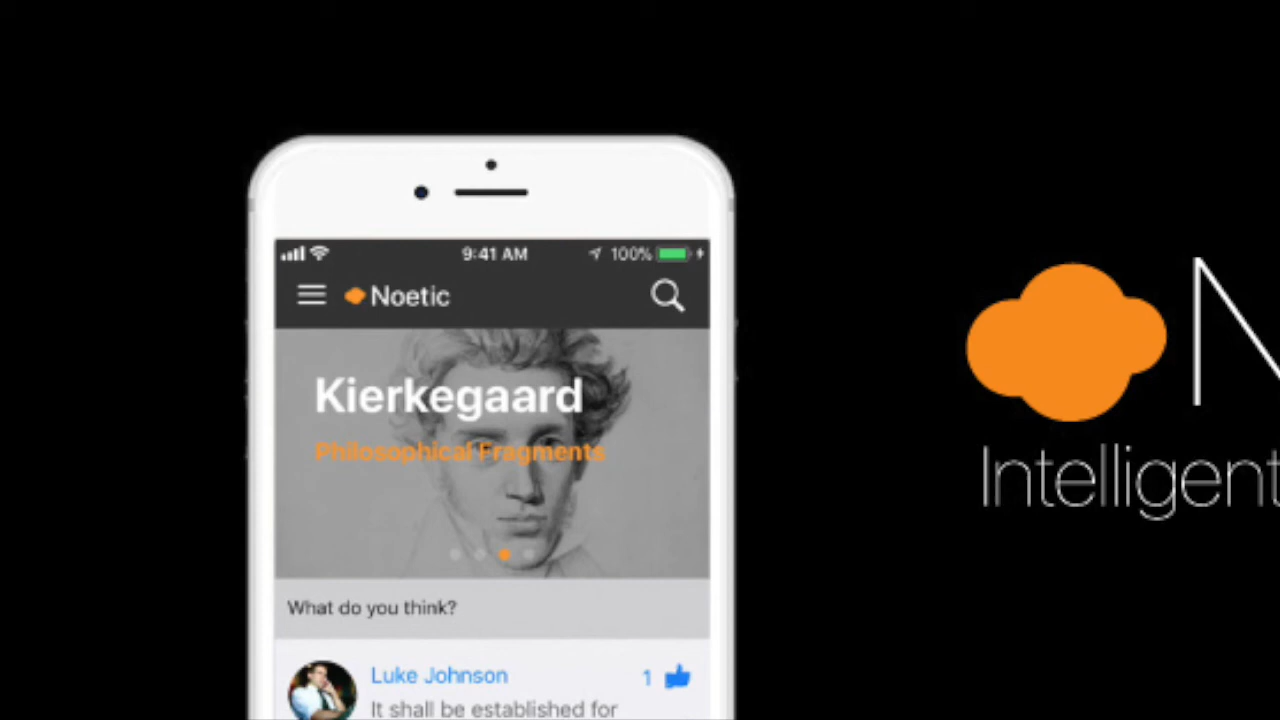 9:41 AM 100%
Noetic
Kierkegaard
Philosophical Fragments
What do you think?
Luke Johnson 1
It shall be established for
N
Intelligent